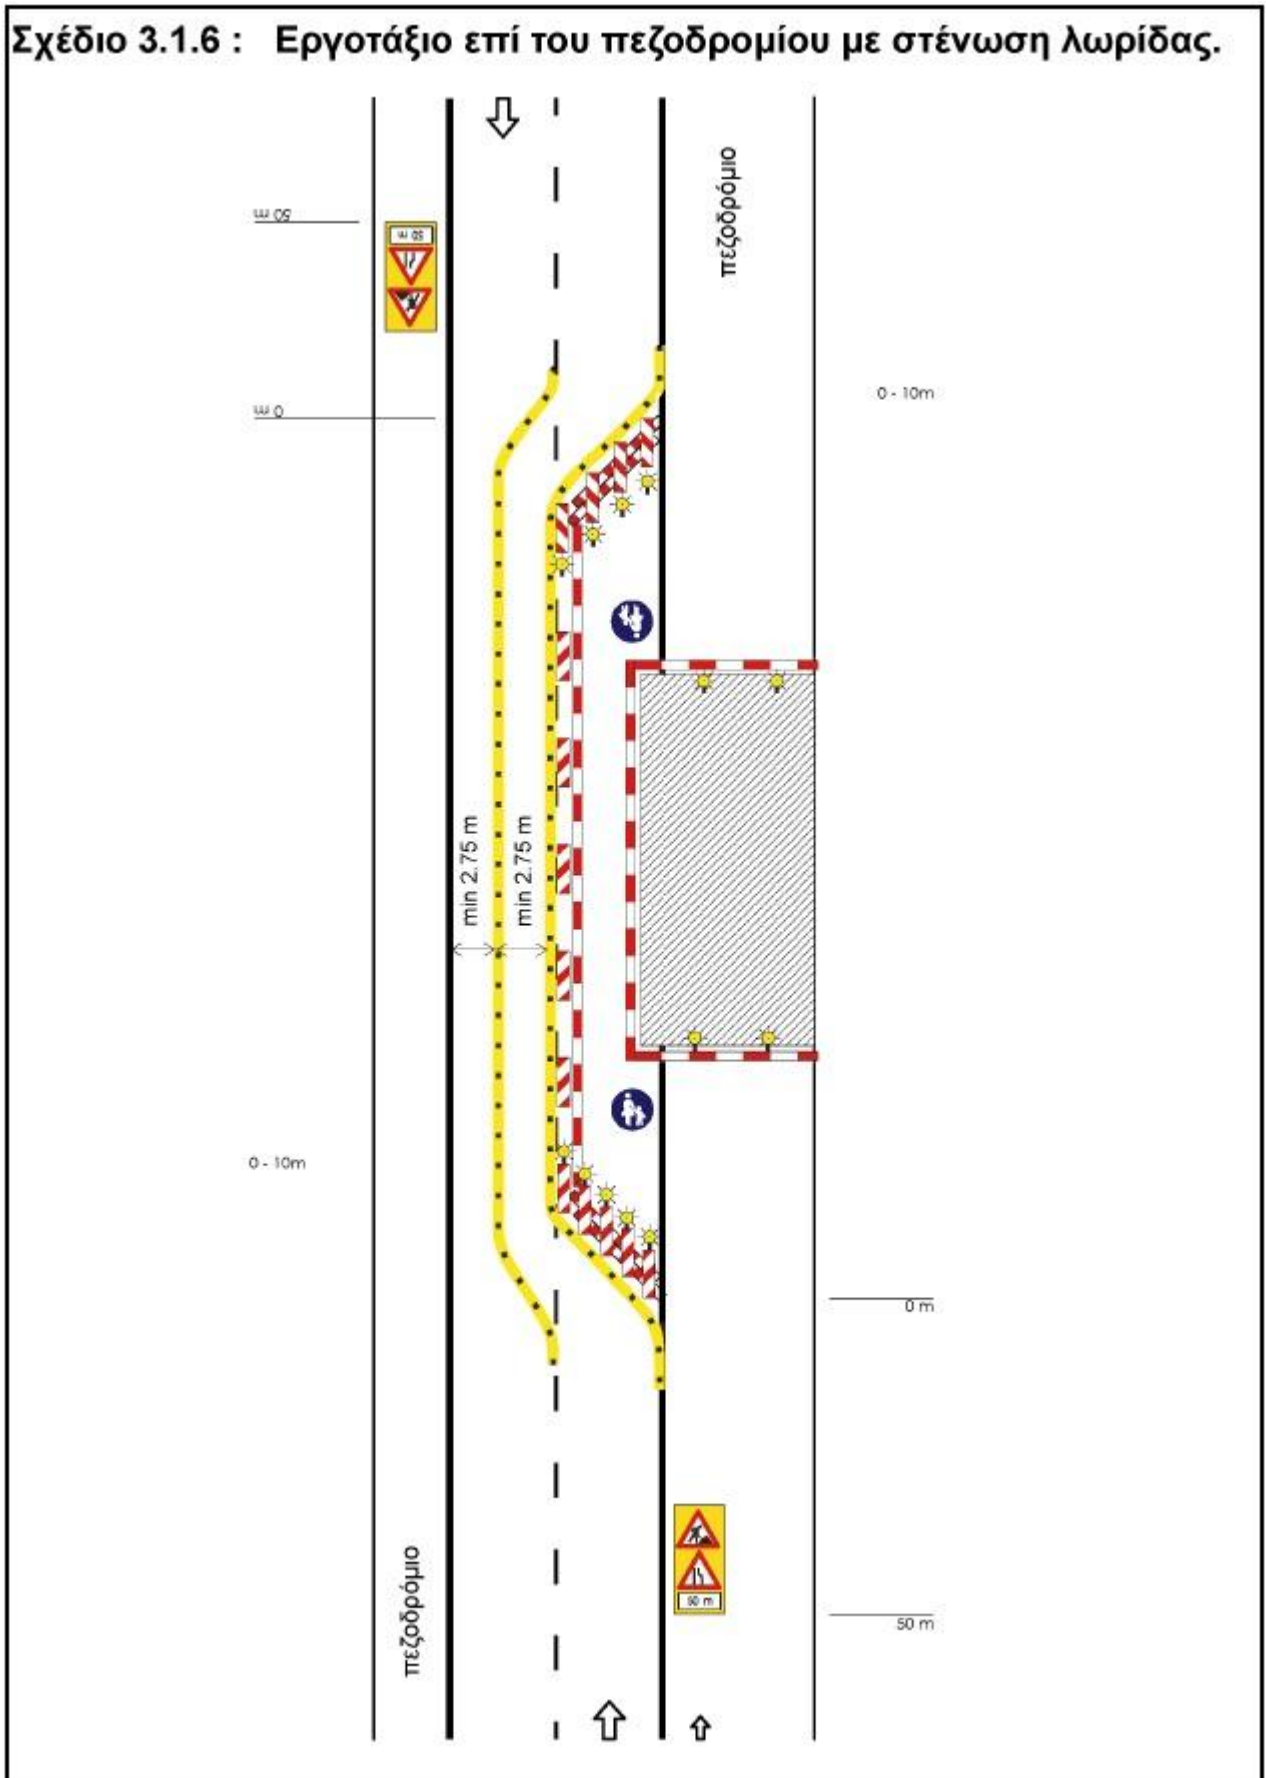 Σχέδιο 3.1.6 : Εργοτάξιο επί του πεζοδρομίου με στένωση λωρίδας.
πεζοδρόμιο
50 m
50 m
0 m
0 - 10m
min 2.75 m
min 2.75 m
0 - 10m
0 m
50 m
50 m
πεζοδρόμιο